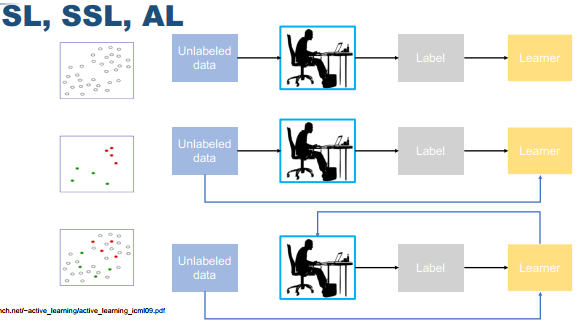 SL, SSL, AL
Unlabeled
data
Label
Learner
Unlabeled
data
Label
Learner
Unlabeled
data
Label
Learner
nch.net/~active_learning/active_learning_icml09.pdf